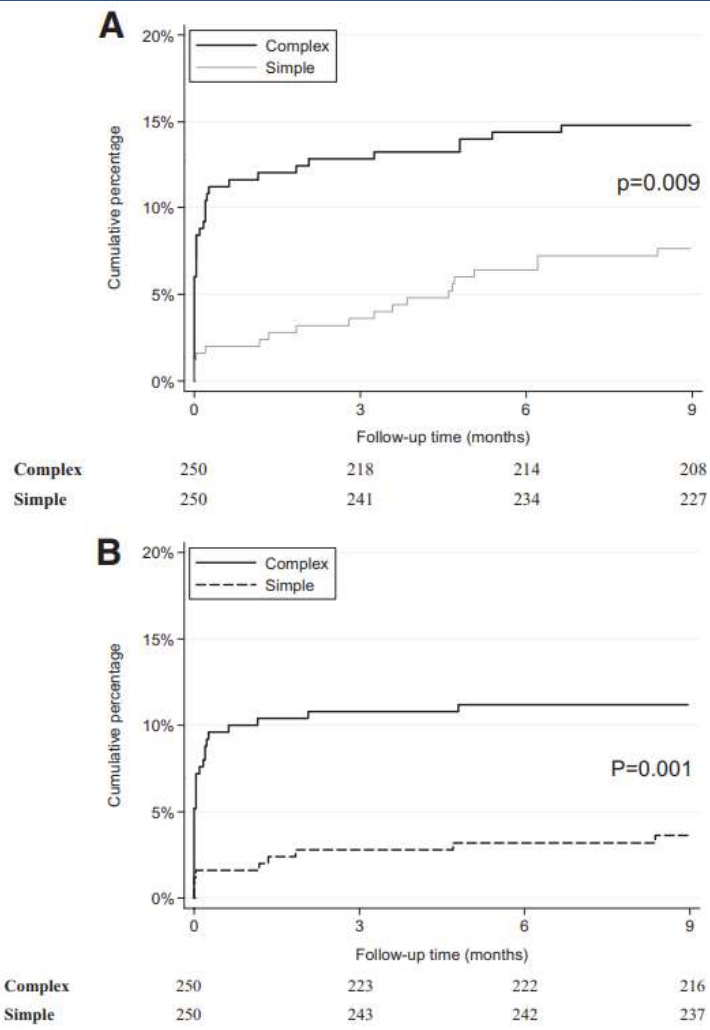 A
20%
Complex
Simple
15%
10%
5%
0%
Cumulative percentage
p=0.009
0 3 6 9
Follow-up time (months)
Complex 250 218 214 208
Simple 250 241 234 227
B
20%
Complex
Simple
15%
10%
5%
0%
Cumulative percentage
P=0.001
0 3 6 9
Follow-up time (months)
Complex 250 223 222 216
Simple 250 243 242 237